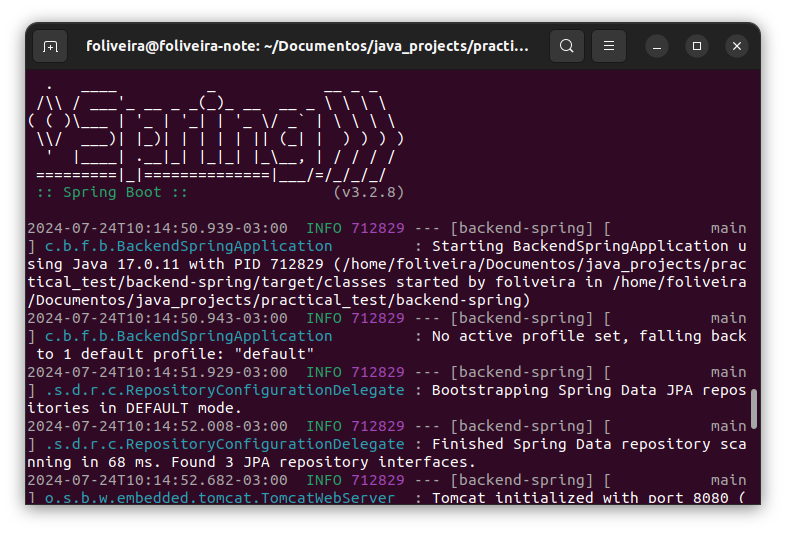 foliveira@foliveira-note: ~/Documentos/java_projects/practi...
  .   ____          _            __ _ _
 /\\ / ___'_ __ _ _(_)_ __  __ _ \ \ \ \
( ( )\___ | '_ | '_| | '_ \/ _` | \ \ \ \
 \\/  ___)| |_)| | | | | || (_| |  ) ) ) )
  '  |____| .__|_| |_|_| |_\__, | / / / /
 =========|_|==============|___/=/_/_/_/
 :: Spring Boot ::                (v3.2.8)
2024-07-24T10:14:50.939-03:00  INFO 712829 --- [backend-spring] [           main
] c.b.f.b.BackendSpringApplication         : Starting BackendSpringApplication u
sing Java 17.0.11 with PID 712829 (/home/foliveira/Documentos/java_projects/prac
tical_test/backend-spring/target/classes started by foliveira in /home/foliveira
/Documentos/java_projects/practical_test/backend-spring)
2024-07-24T10:14:50.943-03:00  INFO 712829 --- [backend-spring] [           main
] c.b.f.b.BackendSpringApplication         : No active profile set, falling back
 to 1 default profile: "default"
2024-07-24T10:14:51.929-03:00  INFO 712829 --- [backend-spring] [           main
] .s.d.r.c.RepositoryConfigurationDelegate : Bootstrapping Spring Data JPA repos
itories in DEFAULT mode.
2024-07-24T10:14:52.008-03:00  INFO 712829 --- [backend-spring] [           main
] .s.d.r.c.RepositoryConfigurationDelegate : Finished Spring Data repository sca
nning in 68 ms. Found 3 JPA repository interfaces.
2024-07-24T10:14:52.682-03:00  INFO 712829 --- [backend-spring] [           main
] o.s.b.w.embedded.tomcat.TomcatWebServer  : Tomcat initialized with port 8080 (